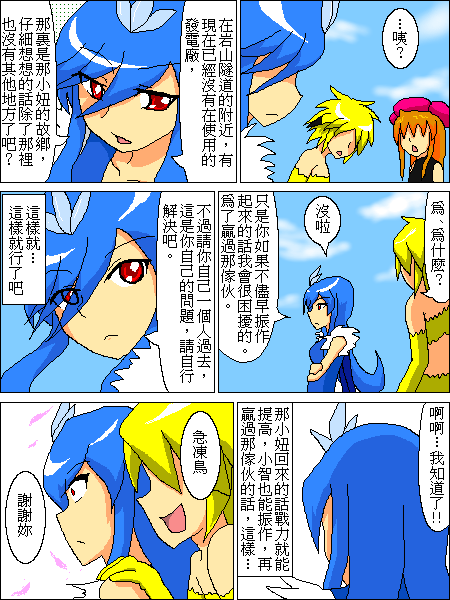 …咦？
在岩山隧道的附近，有
現在已經沒有在使用的
發電廠，
那裏是那小妞的故鄉，
仔細想想的話除了那裡
也沒有其他地方了吧？
爲、爲什麼？
沒啦
只是你如果不儘早振作
起來的話我會很困擾的。
爲了贏過那傢伙。
不過請你自己一個人過去，
這是你自己的問題，請自行
解決吧。
這樣就…
這樣就行了吧
啊啊…我知道了!!
那小妞回來的話戰力就能
提高，小智也能振作，再
贏過那傢伙的話，這樣…
急凍鳥
謝謝妳